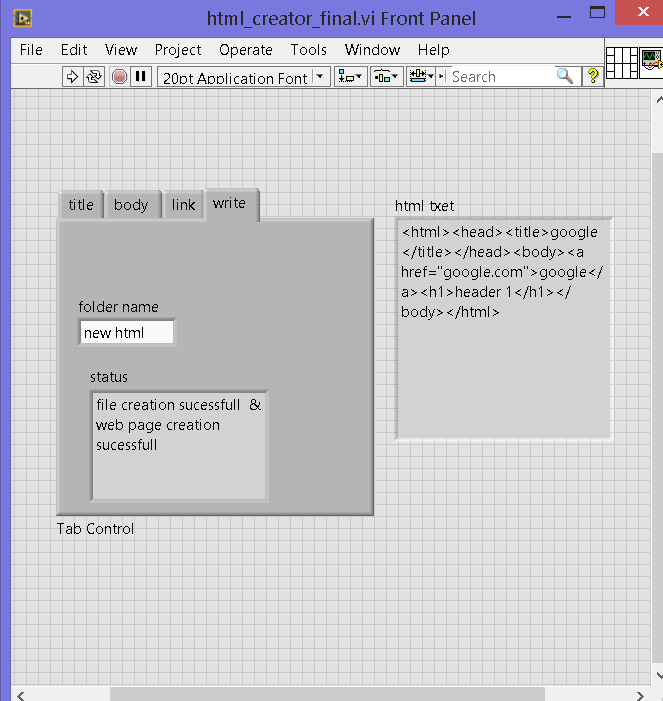 html_creator_final.vi Front Panel
File Edit View Project Operate Tools Window Help
20pt Application Font Search ?
title body link write
folder name
new html
status
file creation sucessfull &
web page creation
sucessfull
Tab Control
html txet
<html><head><title>google
</title></head><body><a
href="google.com">google</
a><h1>header 1</h1></
body></html>